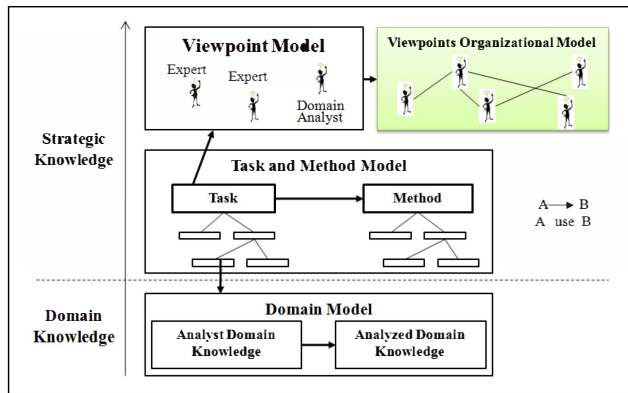 Viewpoint Model
Expert
Expert
Domain
Analyst
Viewpoints Organizational Model
Strategic
Knowledge
Task and Method Model
Task
Method
A → B
A use B
Domain
Knowledge
Domain Model
Analyst Domain
Knowledge
Analyzed Domain
Knowledge